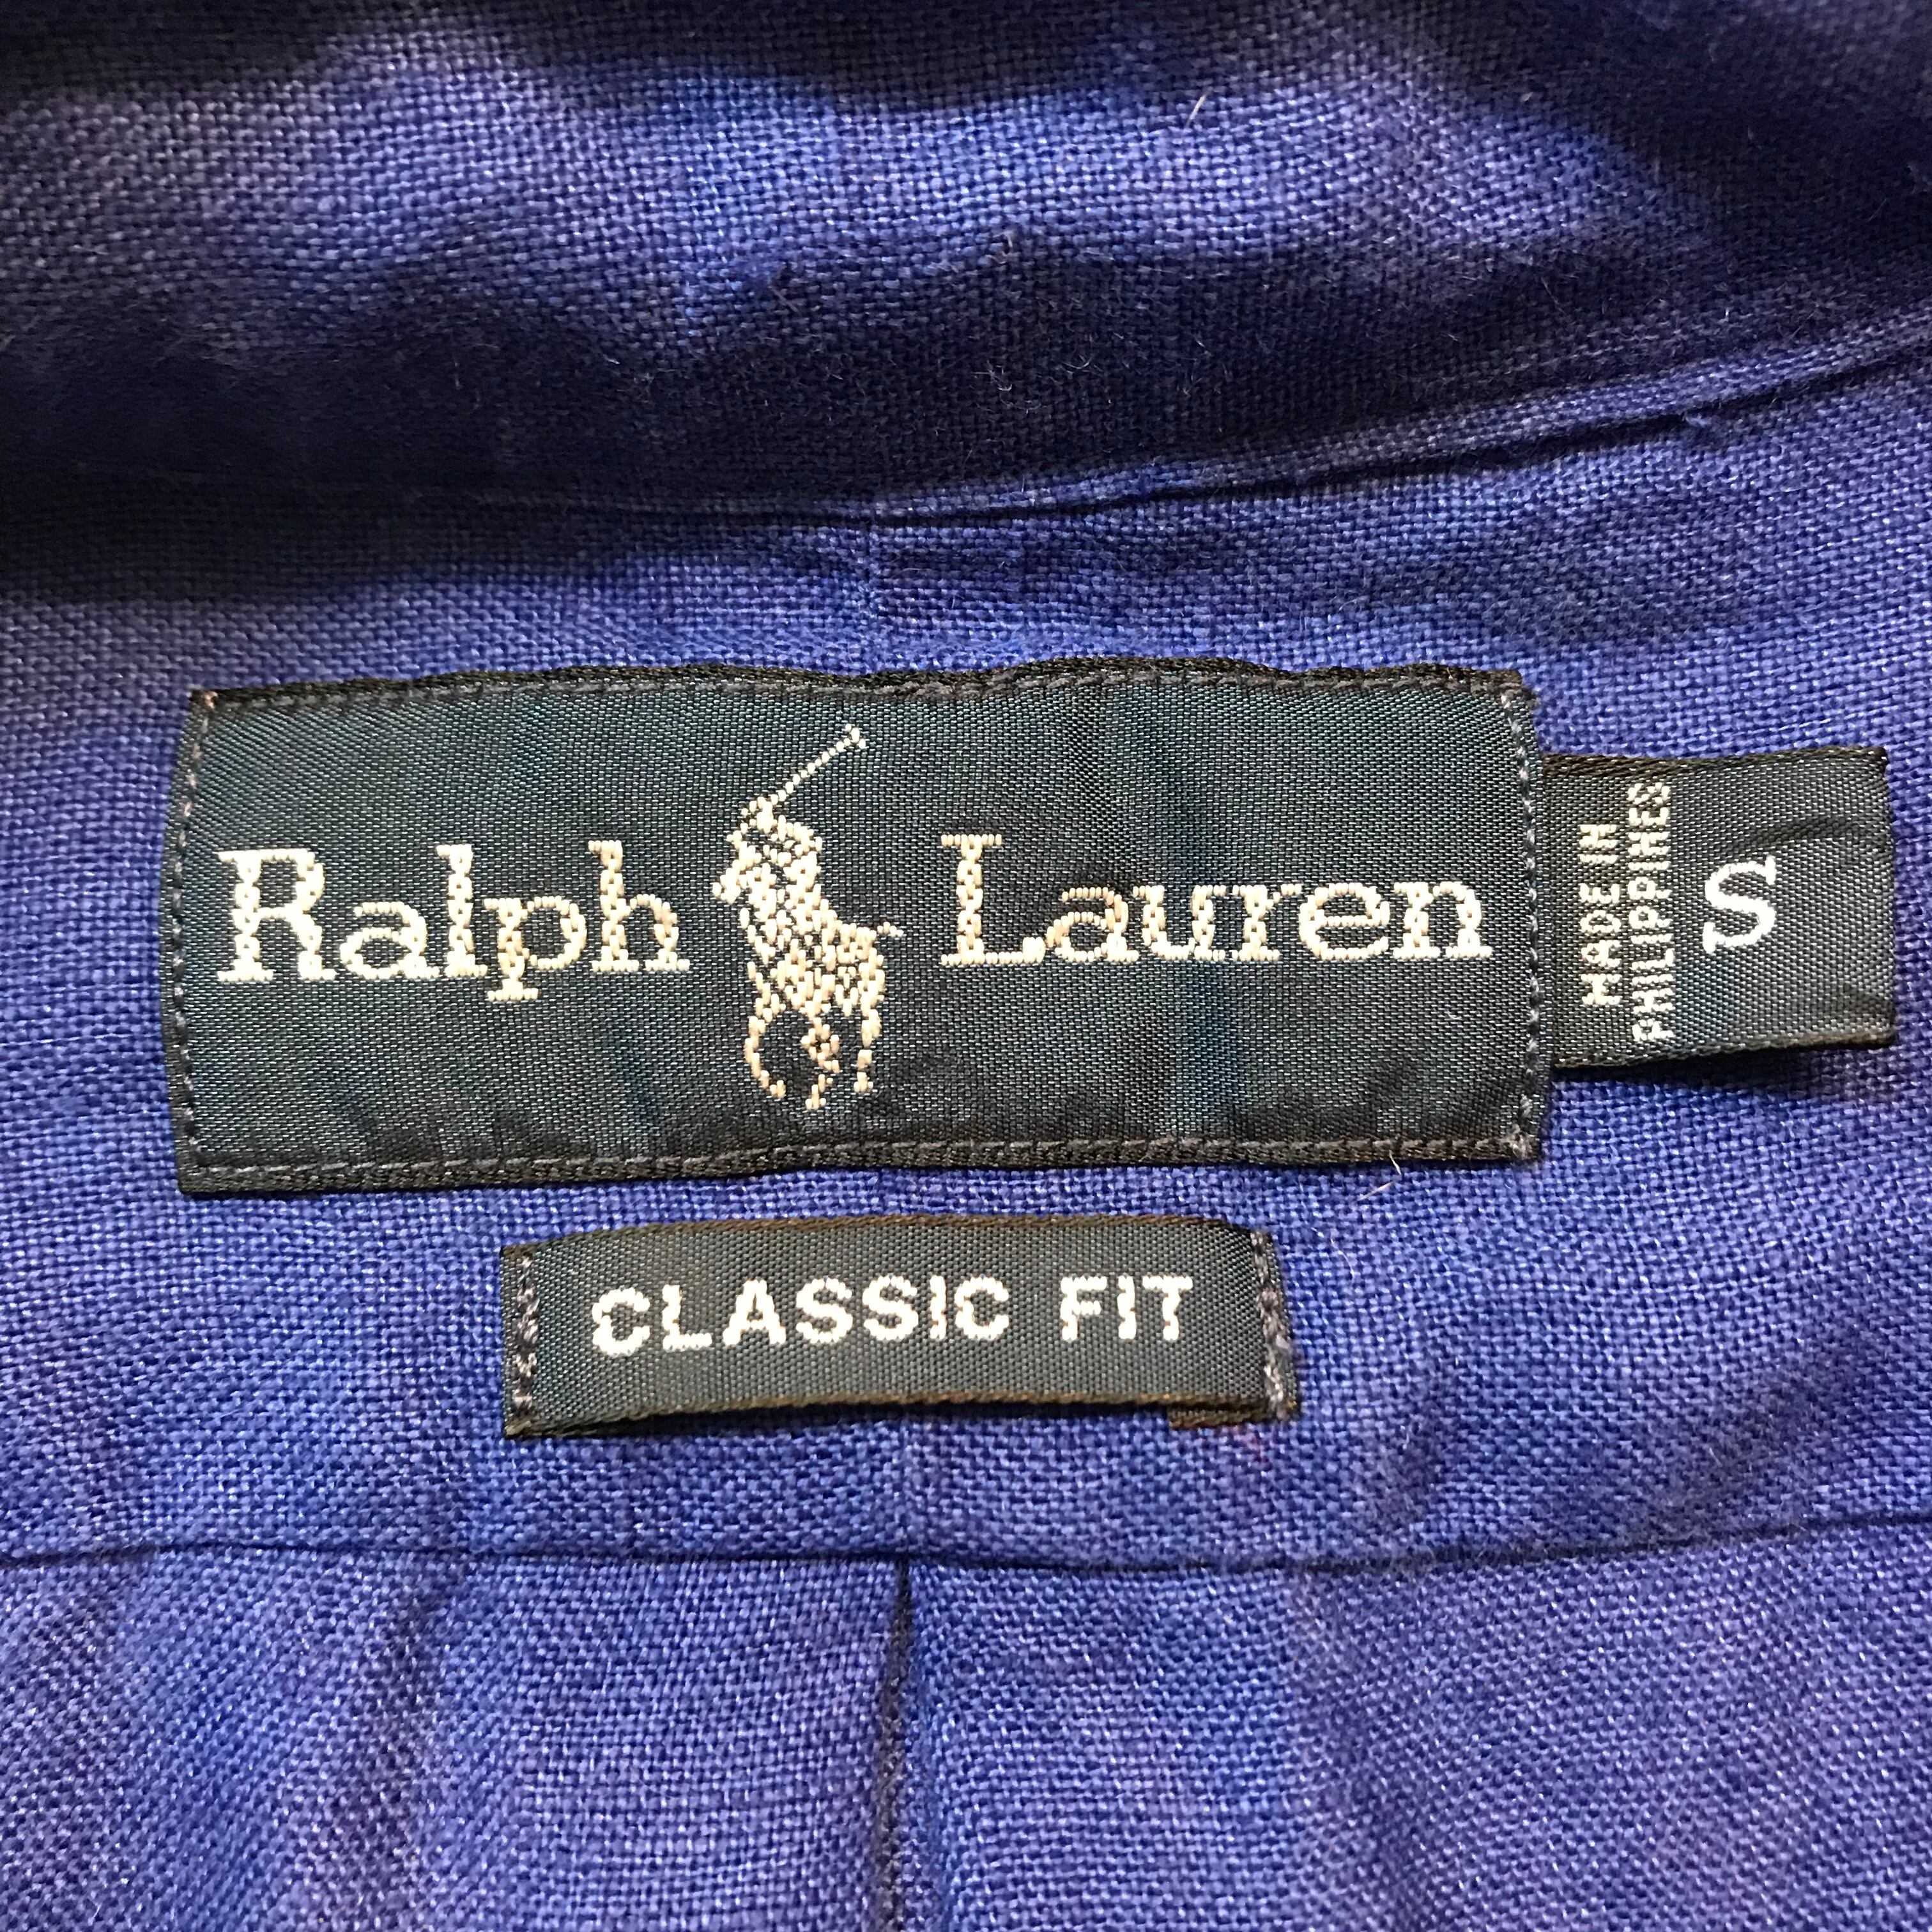 Ralph Lauren
MADE IN
PHILIPPINES
S
CLASSIC FIT